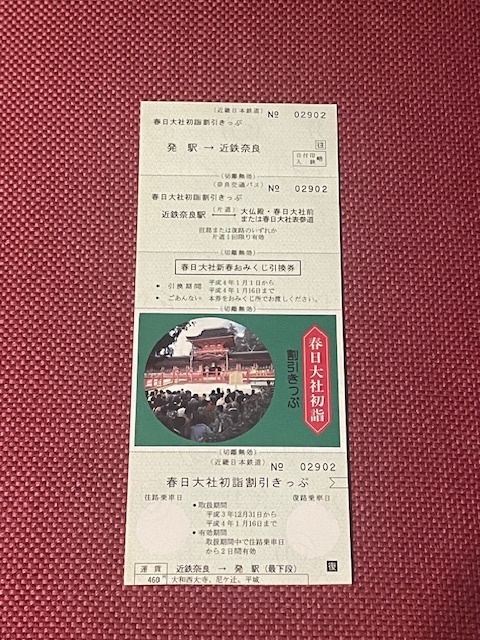 (近畿日本鉄道) № 02902
春日大社初詣割引きっぷ
発 駅 → 近鉄奈良
往
日付印
入鋏
略
(切離無効)
(奈良交通バス) № 02902
春日大社初詣割引きっぷ
近鉄奈良駅 (片道) 大仏殿・春日大社前
または春日大社表参道
往路または復路のいずれか
片道1回限り有効
(切離無効)
春日大社新春おみくじ引換券
・引換期間 平成4年1月1日から
平成4年1月16日まで
・ごあんない 本券をおみくじ所でお渡しください。
(切離無効)
春日大社初詣
割引きっぷ
(切離無効)
(近畿日本鉄道) № 02902
春日大社初詣割引きっぷ
往路乗車日 復路乗車日
・取扱期間
平成3年12月31日から
平成4年1月16日まで
・有効期間
取扱期間中で往路乗車日
から2日間有効
運賃 近鉄奈良 → 発 駅(最下段) 復
460 大和西大寺、尼ケ辻、平城